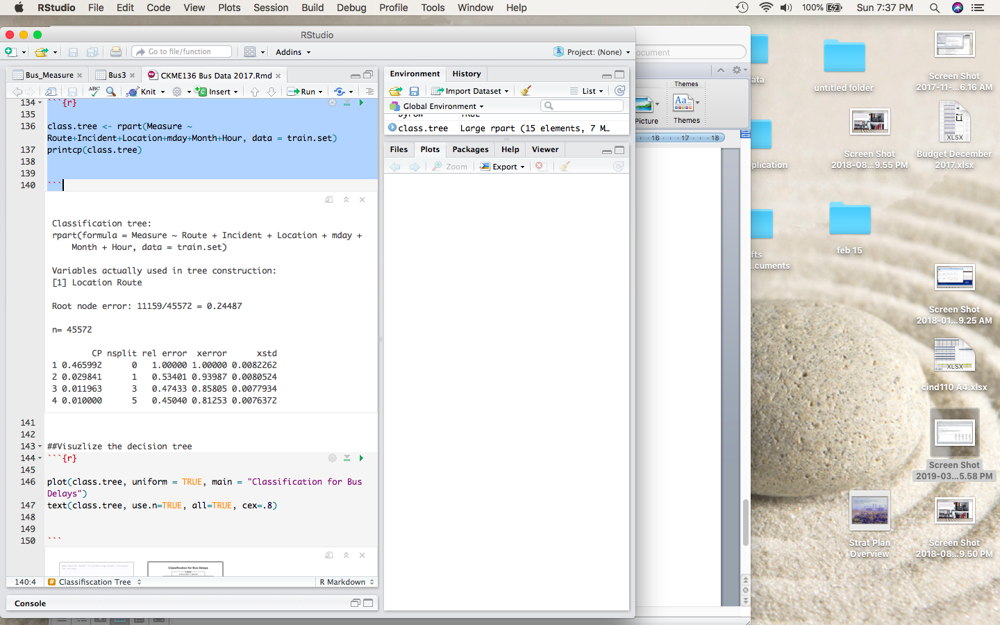 RStudio File Edit Code View Plots Session Build Debug Profile Tools Window Help 100% Sun 7:37 PM
RStudio
Go to file/function Addins Project: (None)
Bus_Measure Bus3 CKME136 Bus Data 2017.Rmd
ABC Knit Insert Run
134 ```{r}
135
136 class.tree <- rpart(Measure ~
Route+Incident+Location+mday+Month+Hour, data = train.set)
137 printcp(class.tree)
138
139
140 ```
Classification tree:
rpart(formula = Measure ~ Route + Incident + Location + mday +
Month + Hour, data = train.set)
Variables actually used in tree construction:
[1] Location Route
Root node error: 11159/45572 = 0.24487
n= 45572
CP nsplit rel error xerror xstd
1 0.465992 0 1.00000 1.00000 0.0082262
2 0.029841 1 0.53401 0.93987 0.0080524
3 0.011963 3 0.47433 0.85805 0.0077934
4 0.010000 5 0.45040 0.81253 0.0076372
141
142
143 ##Visuzlize the decision tree
144 ```{r}
145
146 plot(class.tree, uniform = TRUE, main = "Classification for Bus
Delays")
147 text(class.tree, use.n=TRUE, all=TRUE, cex=.8)
148
149
150 ```
Classification for Bus Delays
140:4 # Classifiscation Tree R Markdown
Console
Environment History
Import Dataset List
Global Environment
class.tree Large rpart (15 elements, 7 M…
Files Plots Packages Help Viewer
Zoom Export
ocument
Themes
Aa
Picture Themes
16 17 18
ata
plication
fts
...cuments
untitled folder
feb 15
Screen Shot
2017-11-...6.16 AM
Screen Shot
2018-08...9.55 PM
XLSX
Budget December
2017.xlsx
Screen Shot
2018-01...9.25 AM
XLSX
cind110 A4.xlsx
Screen Shot
2019-03...5.58 PM
Strat Plan
Overview
Screen Shot
2018-08...9.50 PM